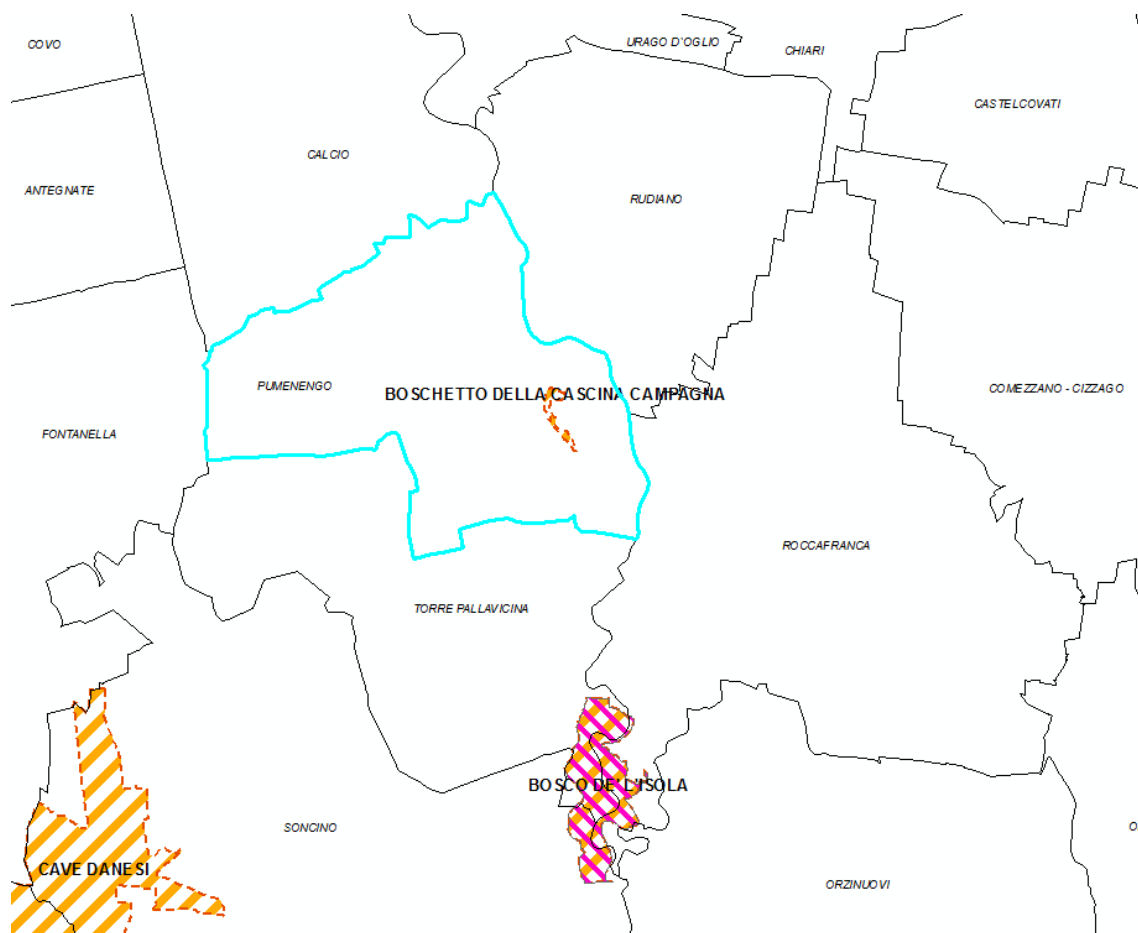 COVO
URAGO D'OGLIO
CHIARI
CASTELCOVATI
CALCIO
ANTEGNATE
RUDIANO
PUMENENGO
BOSCHETTO DELLA CASCINA CAMPAGNA
COMEZZANO - CIZZAGO
FONTANELLA
ROCCAFRANCA
TORRE PALLAVICINA
BOSCO DE'L'ISOLA
SONCINO
O
CAVE DANESI
ORZINUOVI